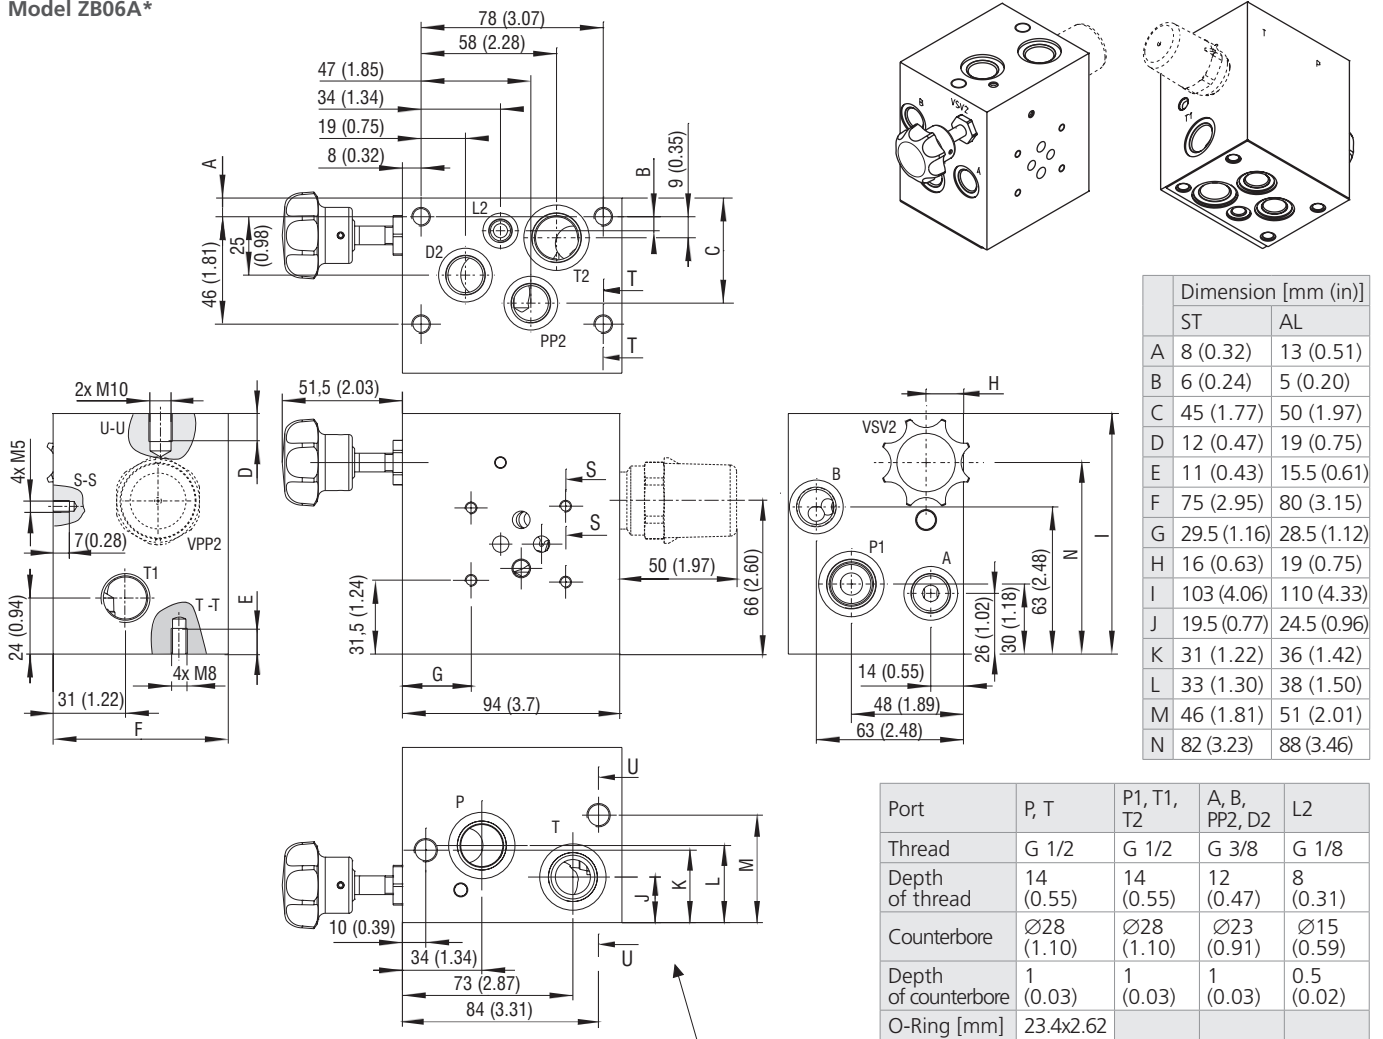 Model ZB06A*
78 (3.07)
58 (2.28)
47 (1.85)
34 (1.34)
19 (0.75)
8 (0.32)
A
B
9 (0.35)
L2
D2
T2
PP2
C
T
T
25 (0.98)
46 (1.81)
B
VSV2
A
T1
T
P
2x M10
U-U
4x M5
S-S
7(0.28)
VPP2
D
T1
T -T
E
24 (0.94)
4x M8
31 (1.22)
F
51,5 (2.03)
S
S
50 (1.97)
66 (2.60)
31,5 (1.24)
G
94 (3.7)
H
VSV2
B
P1
A
N
I
63 (2.48)
30 (1.18)
26 (1.02)
14 (0.55)
48 (1.89)
63 (2.48)
P
T
U
U
J
K
L
M
10 (0.39)
34 (1.34)
73 (2.87)
84 (3.31)
Dimension [mm (in)]
ST AL
A 8 (0.32) 13 (0.51)
B 6 (0.24) 5 (0.20)
C 45 (1.77) 50 (1.97)
D 12 (0.47) 19 (0.75)
E 11 (0.43) 15.5 (0.61)
F 75 (2.95) 80 (3.15)
G 29.5 (1.16) 28.5 (1.12)
H 16 (0.63) 19 (0.75)
I 103 (4.06) 110 (4.33)
J 19.5 (0.77) 24.5 (0.96)
K 31 (1.22) 36 (1.42)
L 33 (1.30) 38 (1.50)
M 46 (1.81) 51 (2.01)
N 82 (3.23) 88 (3.46)
Port P, T P1, T1, T2 A, B, PP2, D2 L2
Thread G 1/2 G 1/2 G 3/8 G 1/8
Depth of thread 14 (0.55) 14 (0.55) 12 (0.47) 8 (0.31)
Counterbore ∅28 (1.10) ∅28 (1.10) ∅23 (0.91) ∅15 (0.59)
Depth of counterbore 1 (0.03) 1 (0.03) 1 (0.03) 0.5 (0.02)
O-Ring [mm] 23.4x2.62